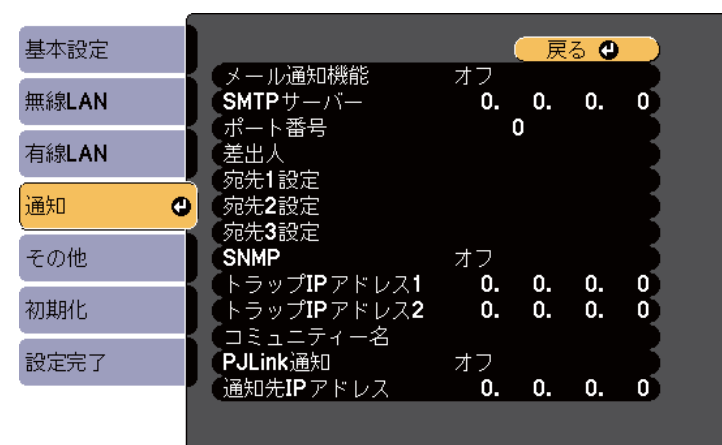 基本設定
無線LAN
有線LAN
通知
その他
初期化
設定完了
戻る
メール通知機能 オフ
SMTPサーバー 0. 0. 0. 0
ポート番号 0
差出人
宛先1設定
宛先2設定
宛先3設定
SNMP オフ
トラップIPアドレス1 0. 0. 0. 0
トラップIPアドレス2 0. 0. 0. 0
コミュニティー名
PJLink通知 オフ
通知先IPアドレス 0. 0. 0. 0